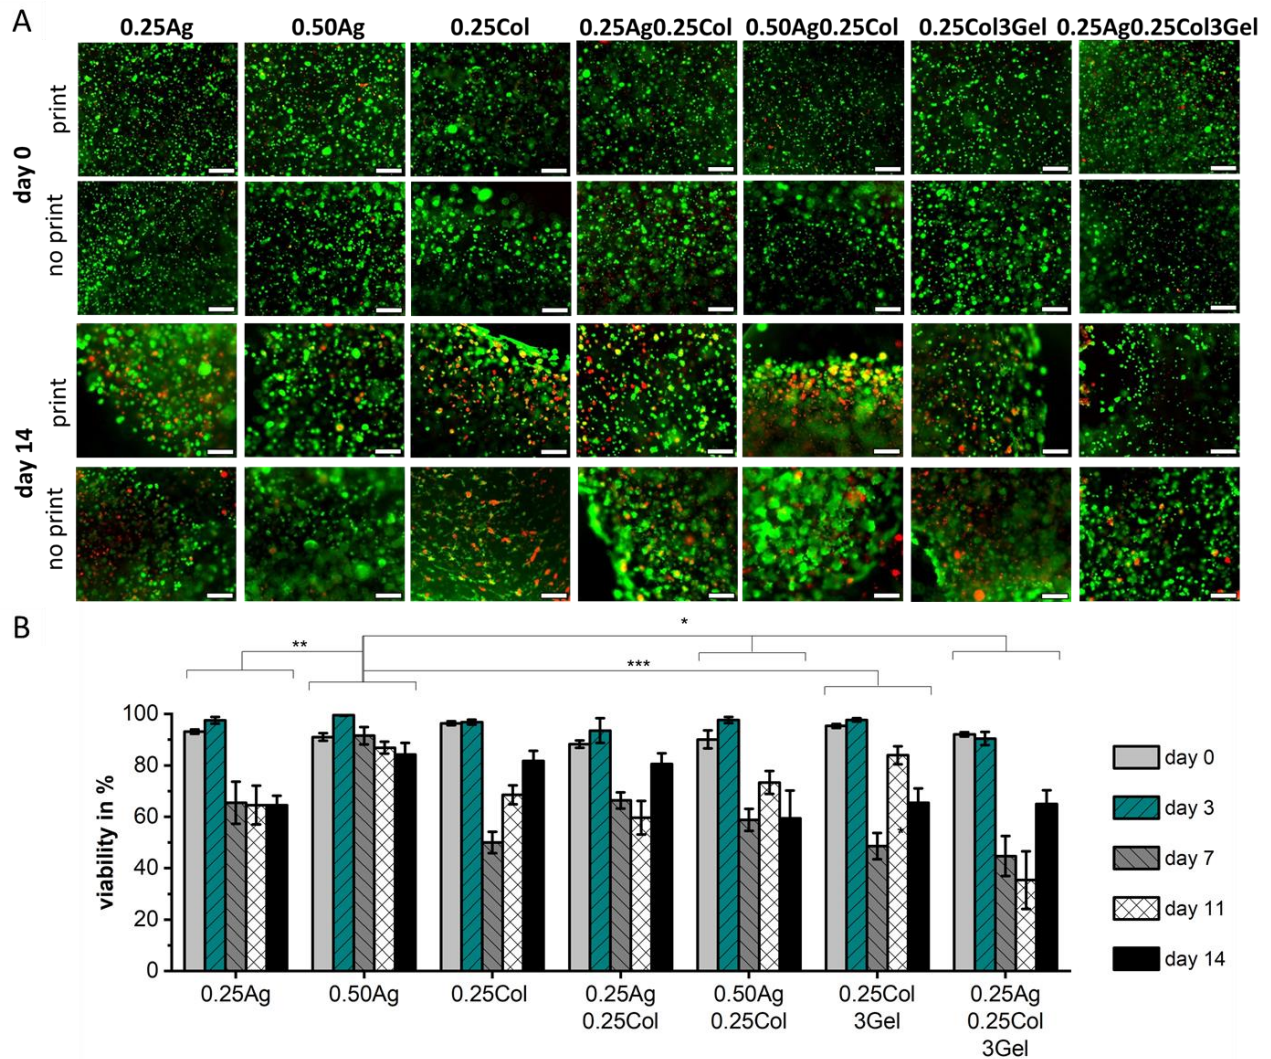 A
0.25Ag 0.50Ag 0.25Col 0.25Ag0.25Col 0.50Ag0.25Col 0.25Col3Gel 0.25Ag0.25Col3Gel
day 0
print
no print
day 14
print
no print
B
*
**
***
viability in %
100
80
60
40
20
0
*
0.25Ag 0.50Ag 0.25Col 0.25Ag 0.50Ag 0.25Col 0.25Ag
0.25Col 0.25Col 3Gel 0.25Col
3Gel
day 0
day 3
day 7
day 11
day 14